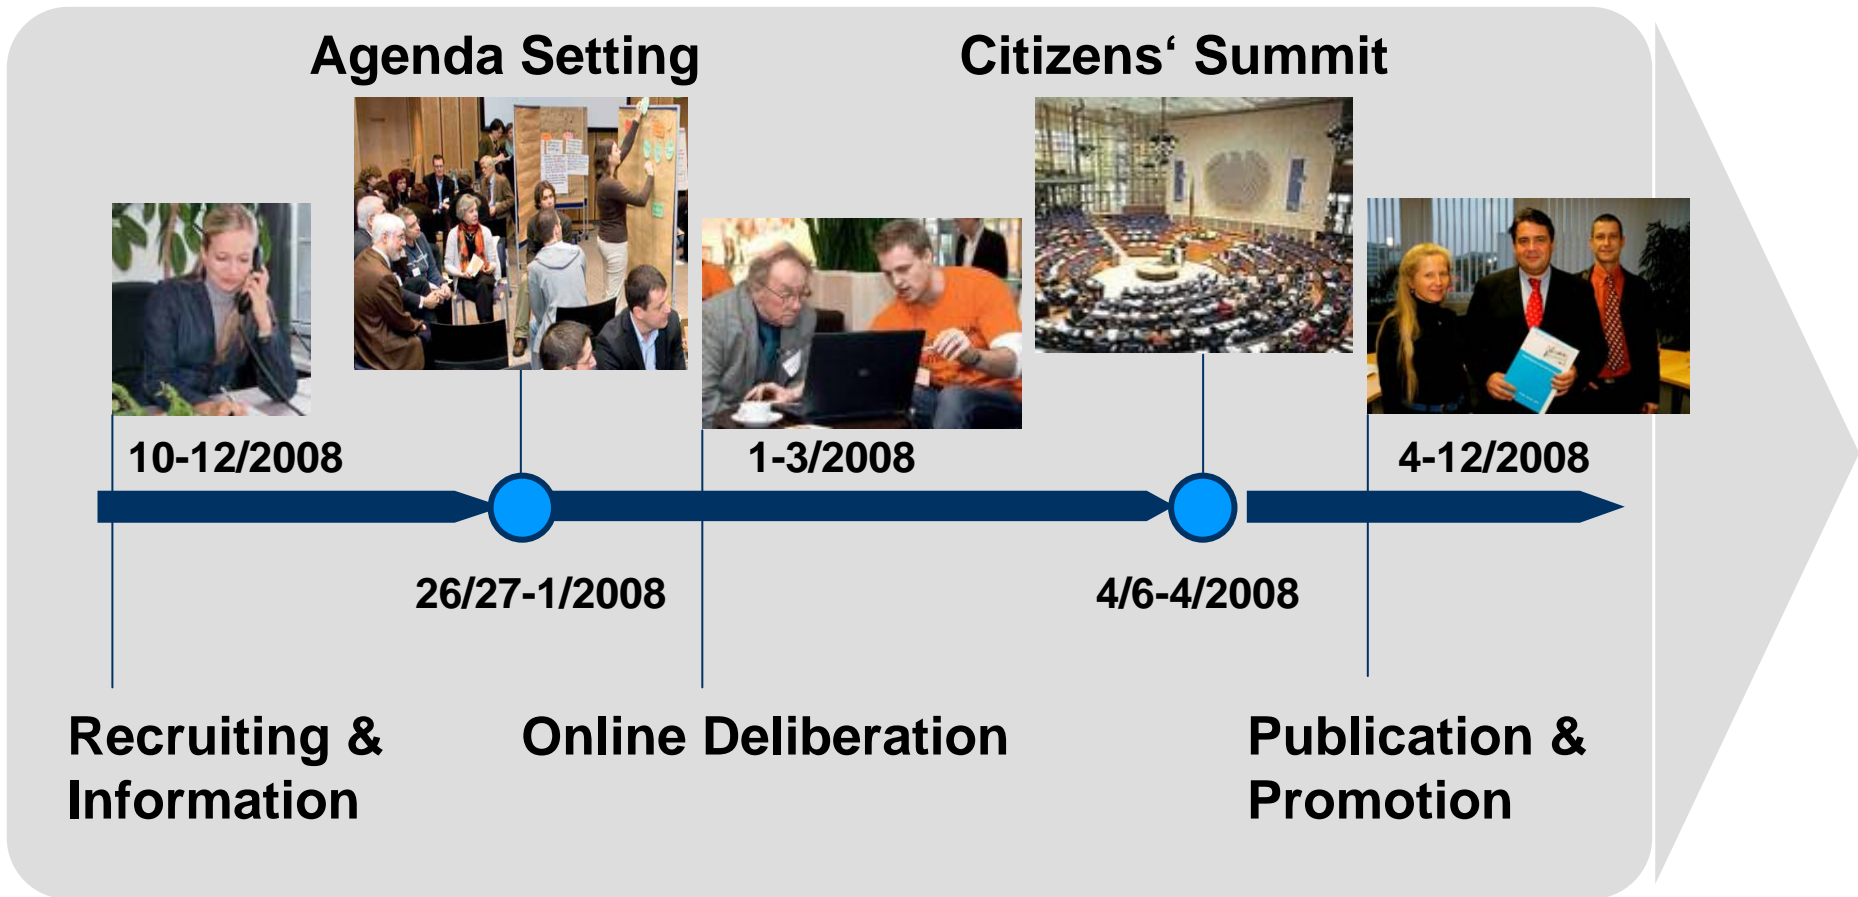 Agenda Setting
Citizens‘ Summit
10-12/2008
1-3/2008
4-12/2008
26/27-1/2008
4/6-4/2008
Recruiting &
Information
Online Deliberation
Publication &
Promotion